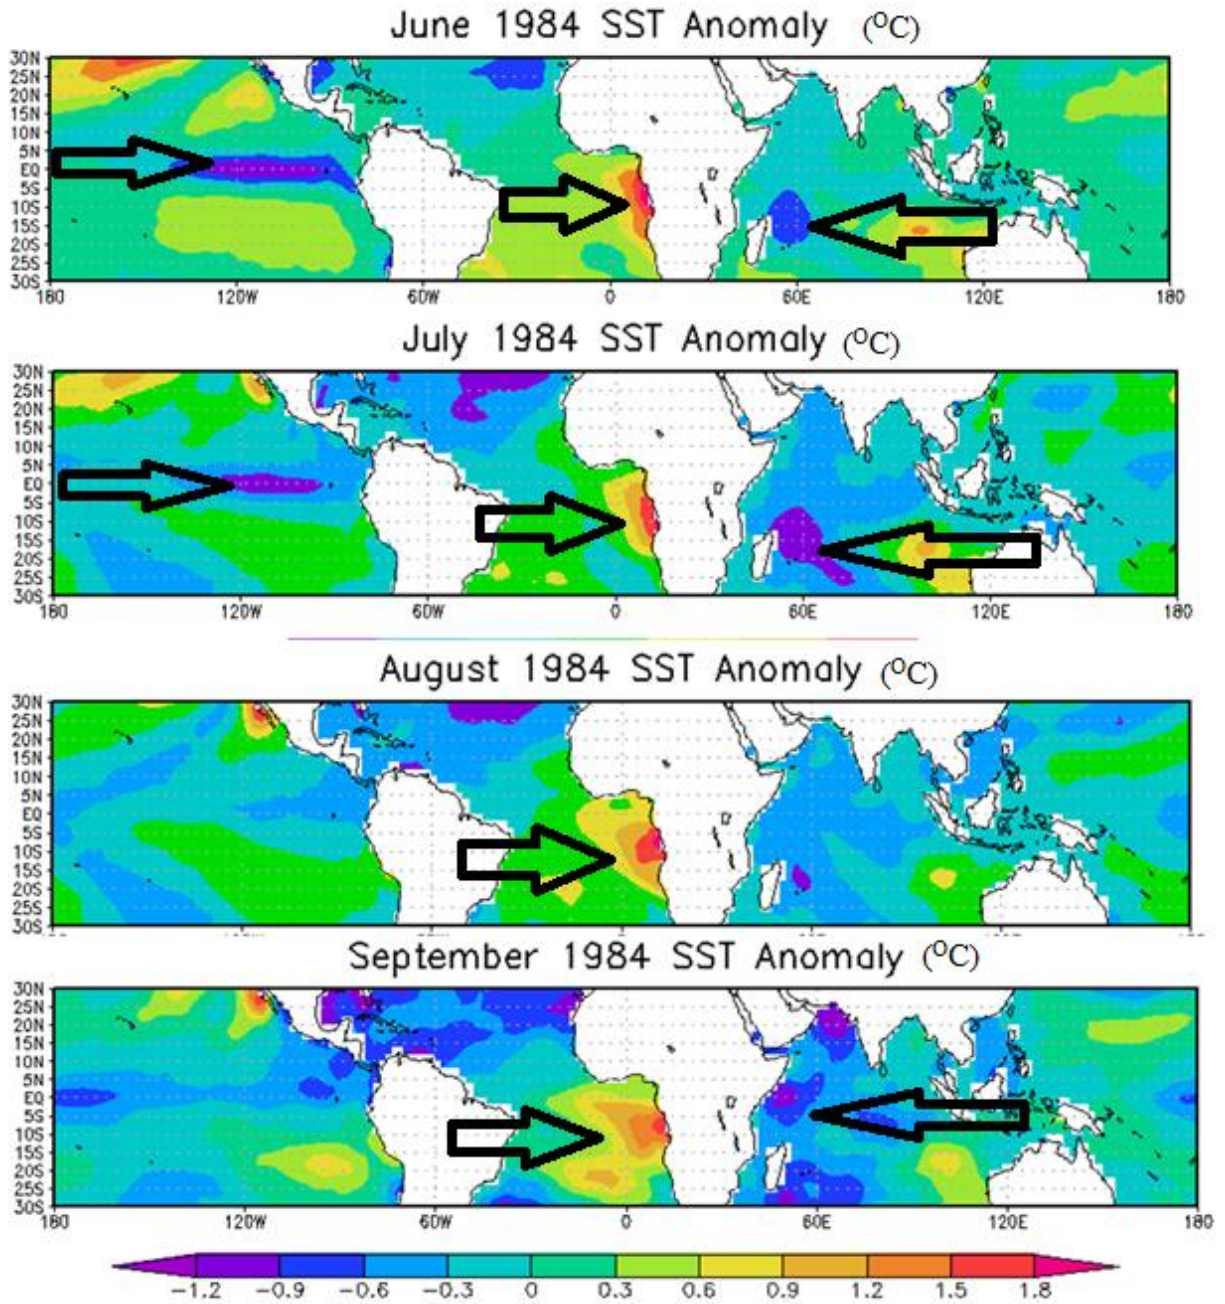 June 1984 SST Anomaly (ᴼC)
30N
25N
20N
15N
10N
5N
EQ
5S
10S
15S
20S
25S
30S
180 120W 60W 0 60E 120E 180
July 1984 SST Anomaly (ᴼC)
30N
25N
20N
15N
10N
5N
EQ
5S
10S
15S
20S
25S
30S
180 120W 60W 0 60E 120E 180
August 1984 SST Anomaly (ᴼC)
30N
25N
20N
15N
10N
5N
EQ
5S
10S
15S
20S
25S
30S
September 1984 SST Anomaly (ᴼC)
30N
25N
20N
15N
10N
5N
EQ
5S
10S
15S
20S
25S
30S
180 120W 60W 0 60E 120E 180
-1.2 -0.9 -0.6 -0.3 0 0.3 0.6 0.9 1.2 1.5 1.8